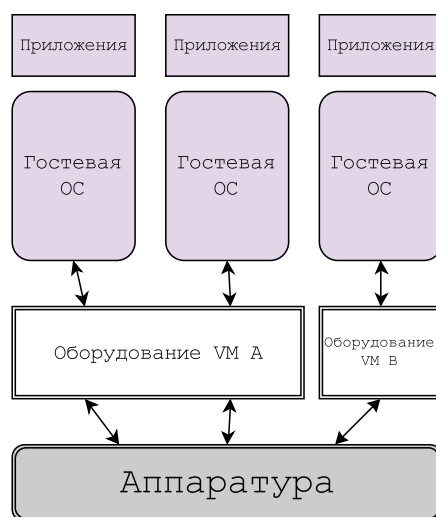 Приложения
Приложения
Приложения
Гостевая
ОС
Гостевая
ОС
Гостевая
ОС
Оборудование VM A
Оборудование
VM B
Аппаратура